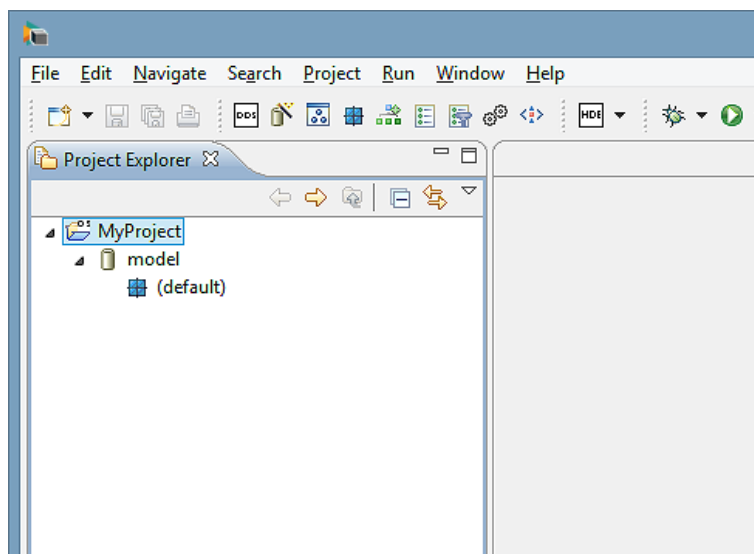 File Edit Navigate Search Project Run Window Help
DDS HDE
Project Explorer
MyProject
model
(default)